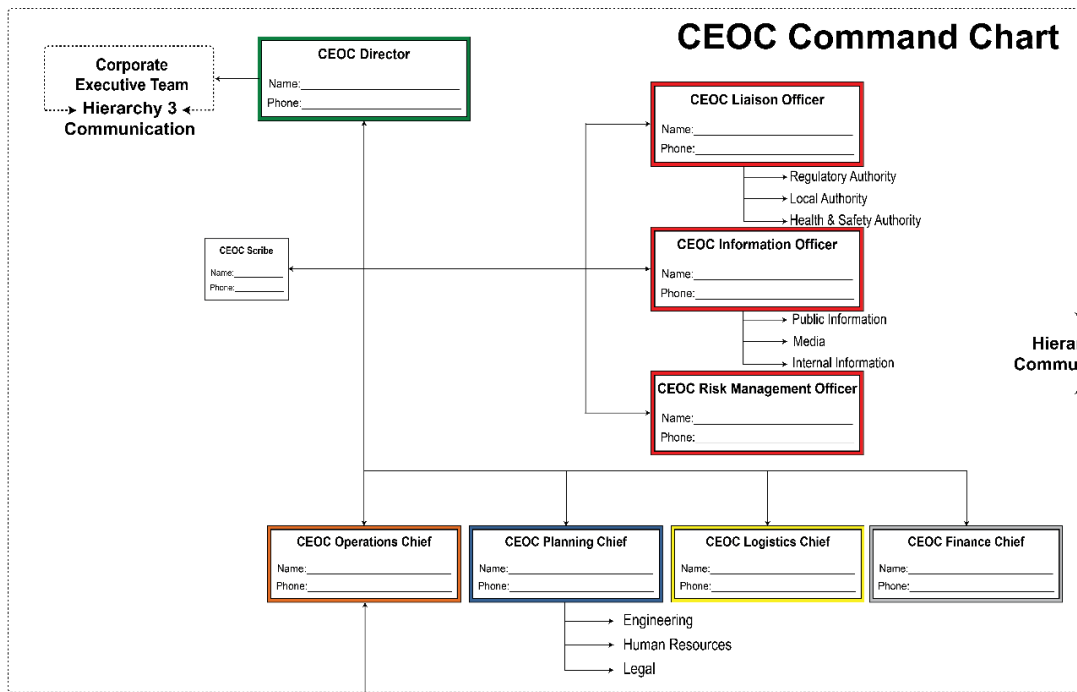 CEOC Command Chart
CEOC Director
Name:
Phone:
Corporate
Executive Team
Hierarchy 3
Communication
CEOC Liaison Officer
Name:
Phone:
Regulatory Authority
Local Authority
Health & Safety Authority
CEOC Scribe
Name:
Phone:
CEOC Information Officer
Name:
Phone:
Public Information
Media
Internal Information
Hiera
Commu
CEOC Risk Management Officer
Name:
Phone:
CEOC Operations Chief
Name:
Phone:
CEOC Planning Chief
Name:
Phone:
CEOC Logistics Chief
Name:
Phone:
CEOC Finance Chief
Name:
Phone:
Engineering
Human Resources
Legal